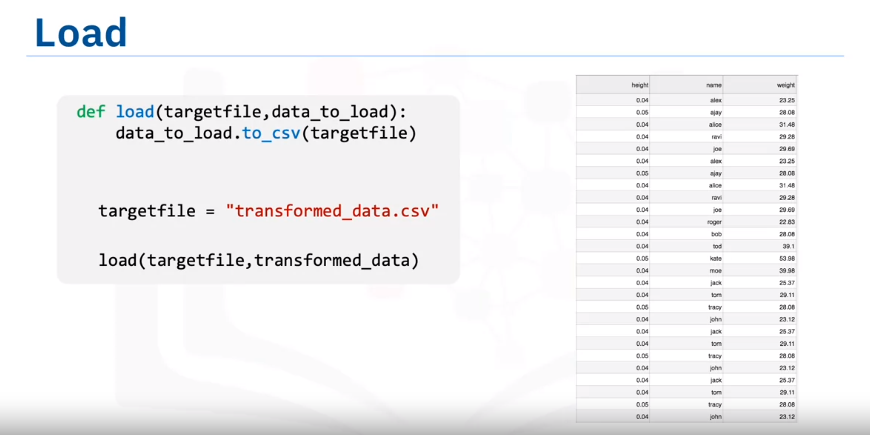 Load
def load(targetfile,data_to_load):
data_to_load.to_csv(targetfile)
targetfile = "transformed_data.csv"
load(targetfile,transformed_data)
height name weight
0.04 alex 23.25
0.05 ajay 28.08
0.04 alice 31.48
0.04 ravi 29.28
0.04 joe 29.69
0.04 alex 23.25
0.05 ajay 28.08
0.04 alice 31.48
0.04 ravi 29.28
0.04 joe 29.69
0.04 roger 22.83
0.04 bob 28.08
0.04 tod 39.1
0.05 kate 53.98
0.04 moe 39.98
0.04 jack 25.37
0.04 tom 29.11
0.05 tracy 28.08
0.04 john 23.12
0.04 jack 25.37
0.04 tom 29.11
0.05 tracy 28.08
0.04 john 23.12
0.04 jack 25.37
0.04 tom 29.11
0.05 tracy 28.08
0.04 john 23.12